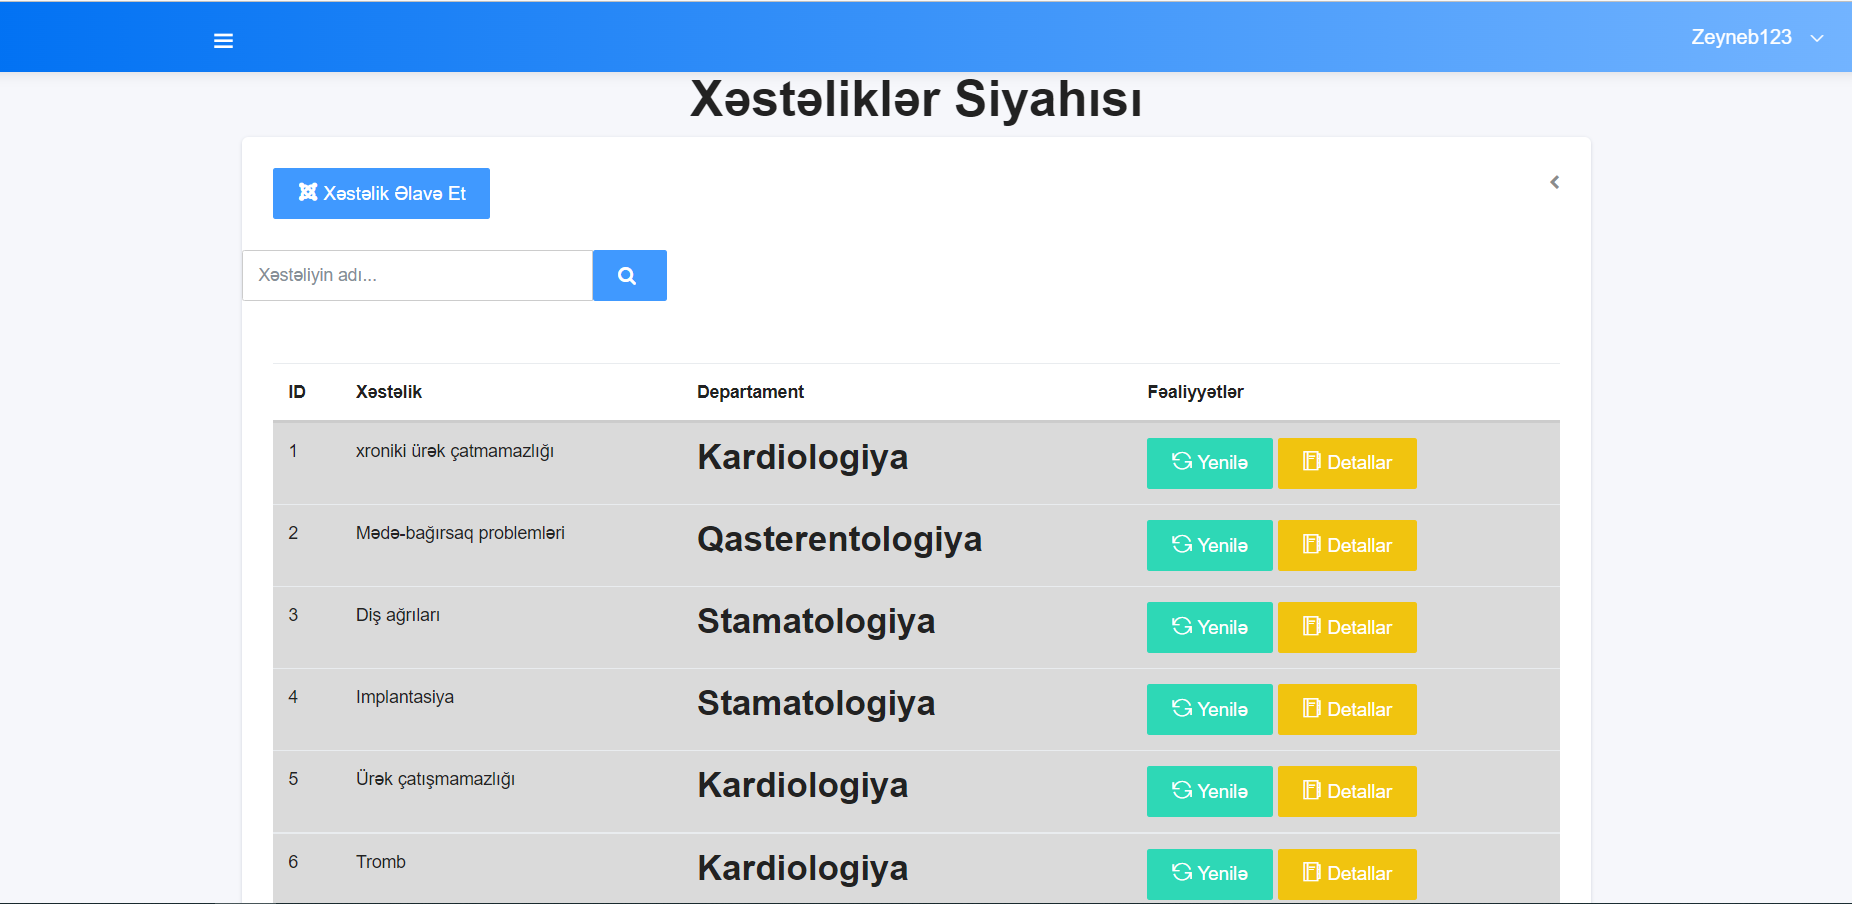 Zeyneb123
Xəstəliklər Siyahısı
Xəstəlik Əlavə Et
Xəstəliyin adı...
ID Xəstəlik Departament Fəaliyyətlər
1 xroniki ürək çatmamazlığı Kardiologiya Yenilə Detallar
2 Mədə-bağırsaq problemləri Qasterentologiya Yenilə Detallar
3 Diş ağrıları Stamatologiya Yenilə Detallar
4 Implantasiya Stamatologiya Yenilə Detallar
5 Ürək çatışmamazlığı Kardiologiya Yenilə Detallar
6 Tromb Kardiologiya Yenilə Detallar